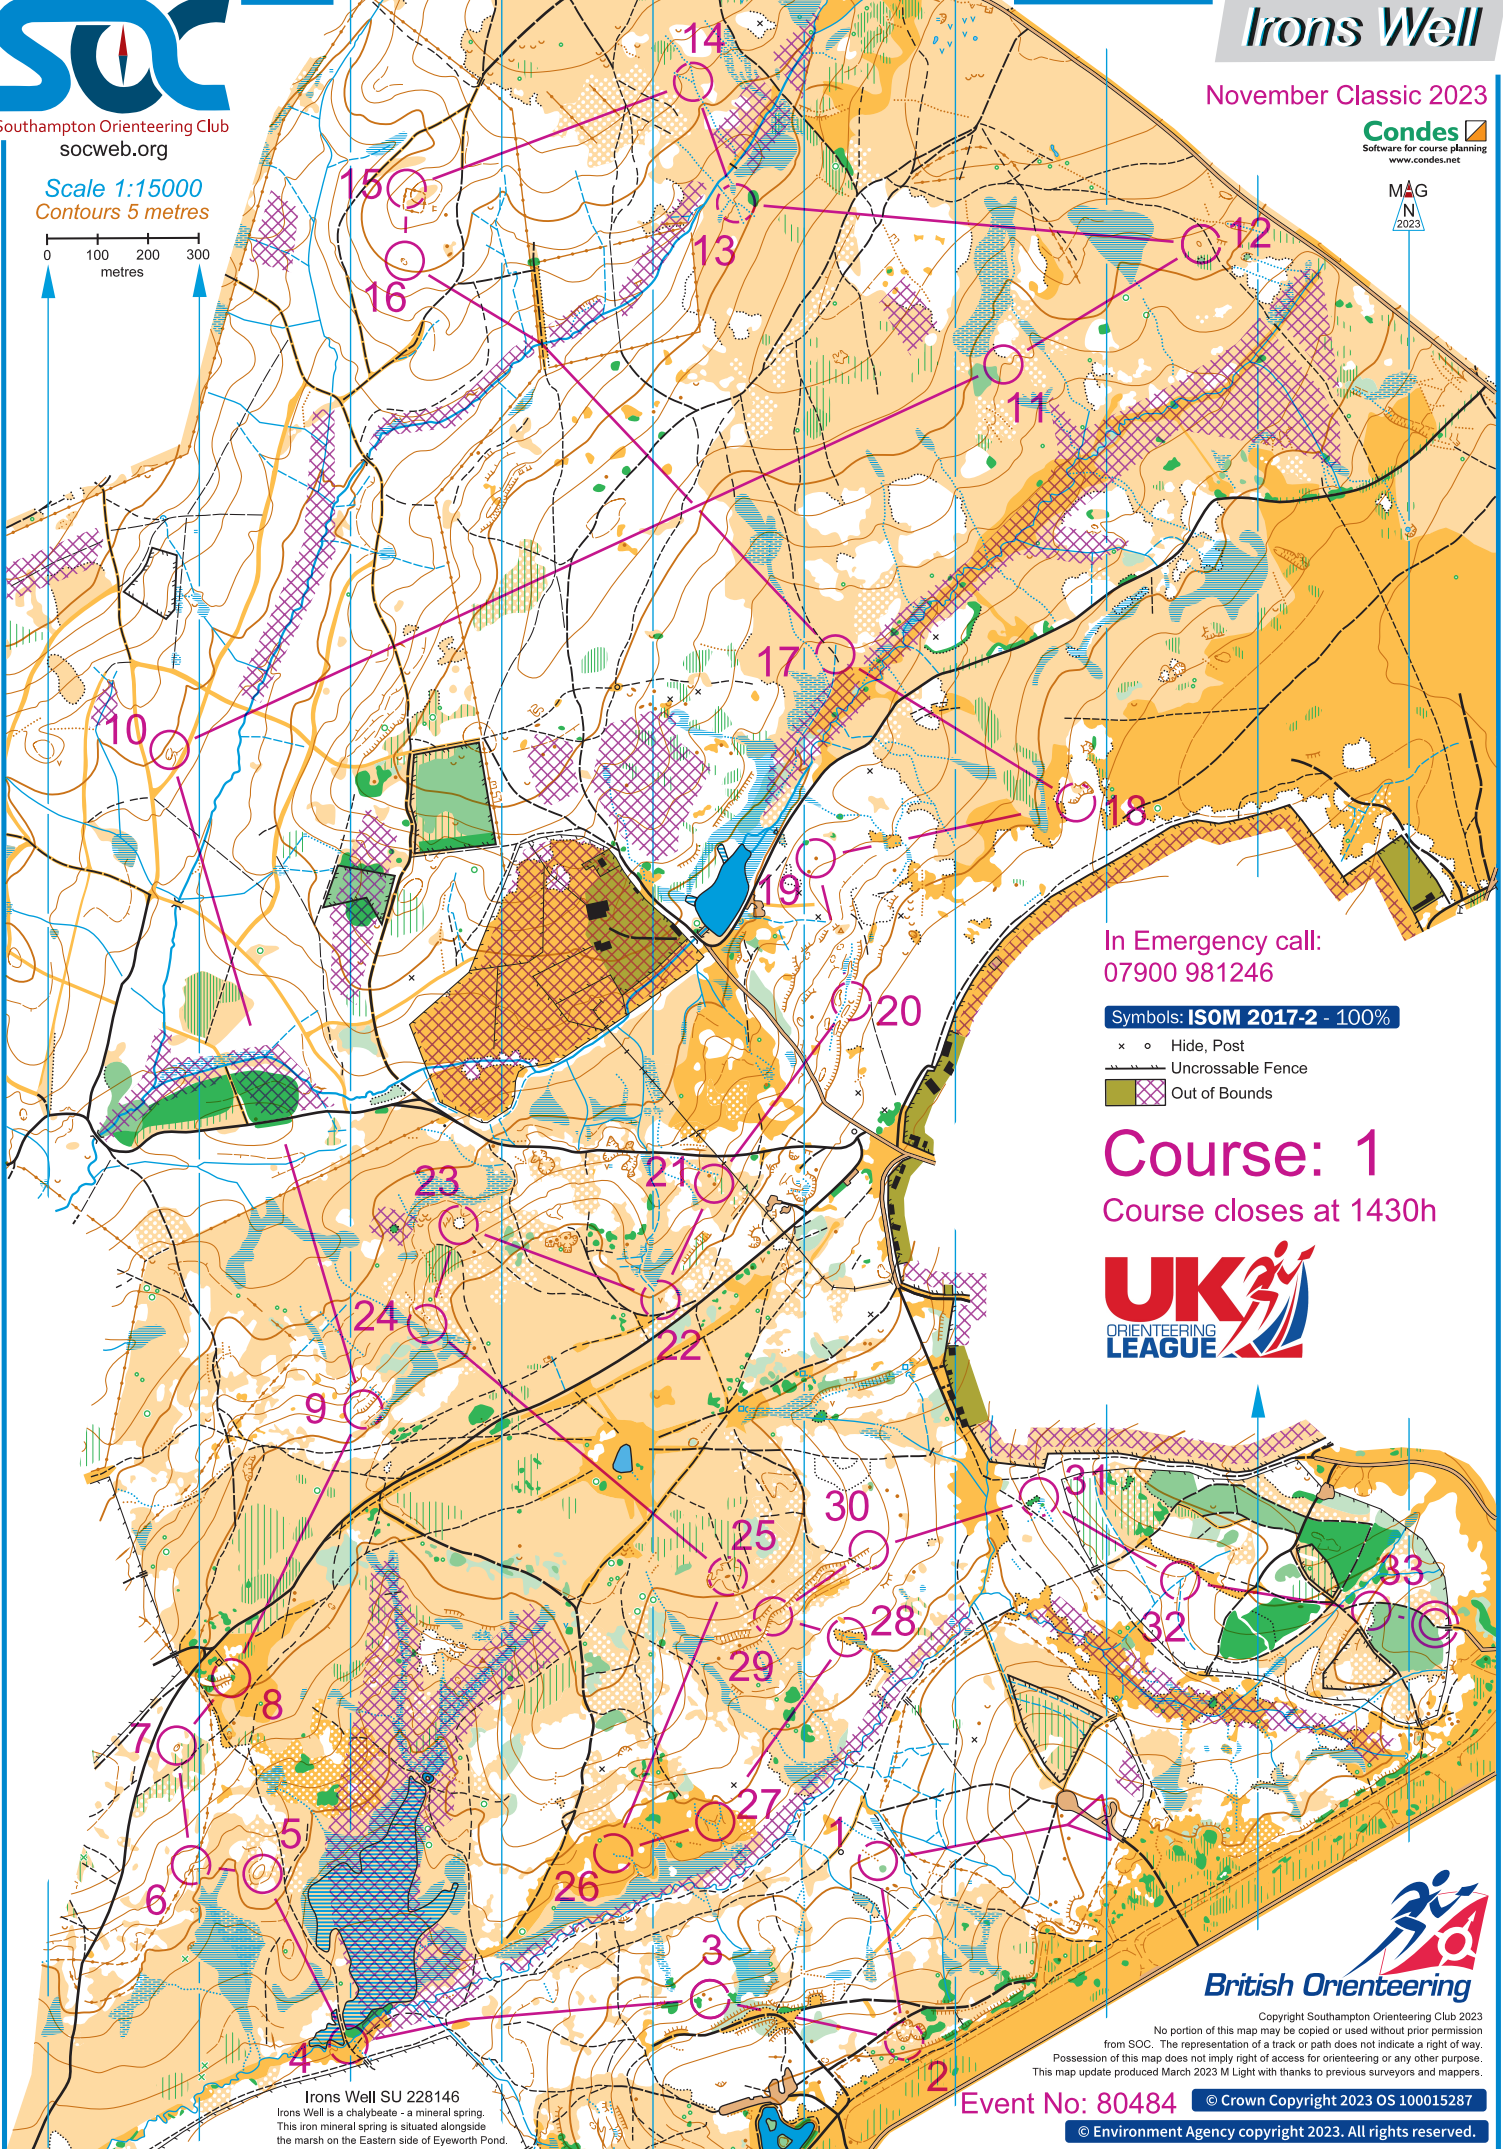 SOC
Southampton Orienteering Club
socweb.org
Scale 1:15000
Contours 5 metres
0 100 200 300
metres
Irons Well
November Classic 2023
Condes
Software for course planning
www.condes.net
MAG
N
2023
14
15
13
12
16
11
17
10
18
19
20
In Emergency call:
07900 981246
Symbols: ISOM 2017-2 - 100%
Hide, Post
Uncrossable Fence
Out of Bounds
Course: 1
Course closes at 1430h
UK
ORIENTEERING
LEAGUE
21
23
24
22
9
31
30
25
33
28
32
29
8
7
27
5
1
6
26
3
4
2
British Orienteering
Copyright Southampton Orienteering Club 2023
No portion of this map may be copied or used without prior permission
from SOC. The representation of a track or path does not indicate a right of way.
Possession of this map does not imply right of access for orienteering or any other purpose.
This map update produced March 2023 M Light with thanks to previous surveyors and mappers.
Event No: 80484
© Crown Copyright 2023 OS 100015287
© Environment Agency copyright 2023. All rights reserved.
Irons Well SU 228146
Irons Well is a chalybeate - a mineral spring.
This iron mineral spring is situated alongside
the marsh on the Eastern side of Eyeworth Pond.